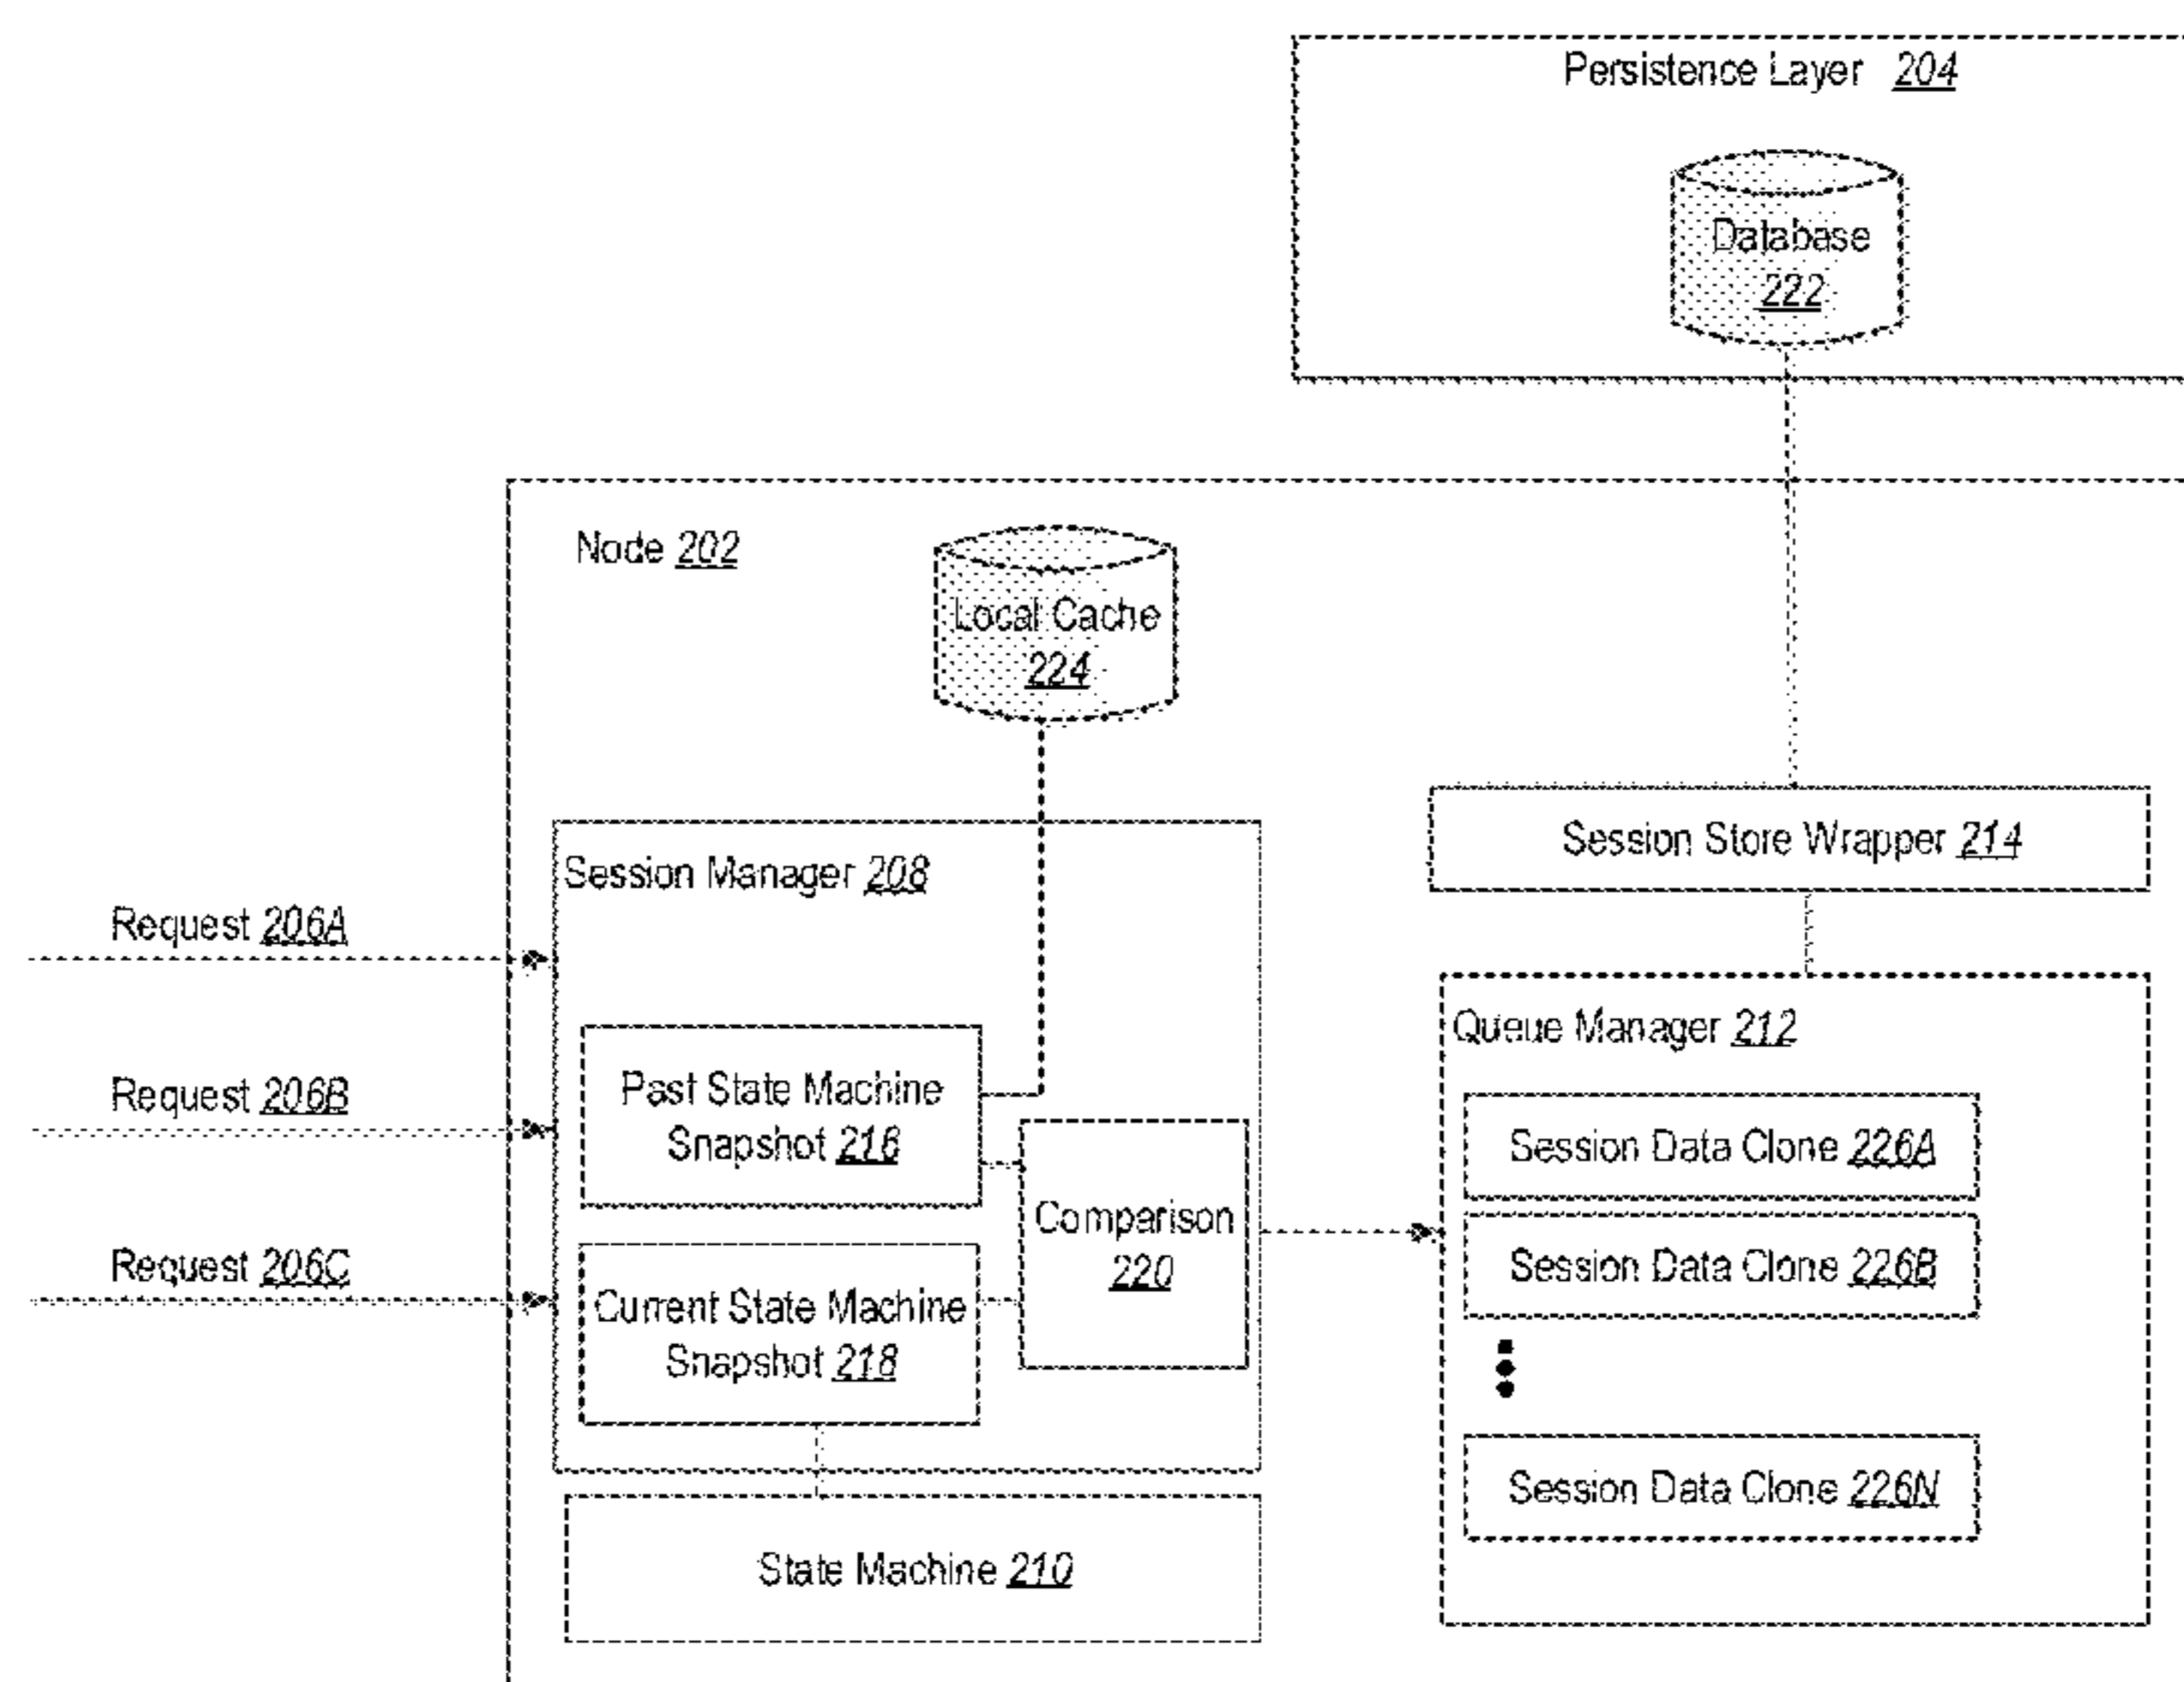 Persistence Layer 204
Database
222
Node 202
Local Cache
224
Session Store Wrapper 214
Session Manager 208
Request 206A
Queue Manager 212
Past State Machine
Snapshot 216
Request 206B
Session Data Clone 226A
Comparison
220
Session Data Clone 226B
Request 206C
Current State Machine
Snapshot 218
Session Data Clone 226N
State Machine 210